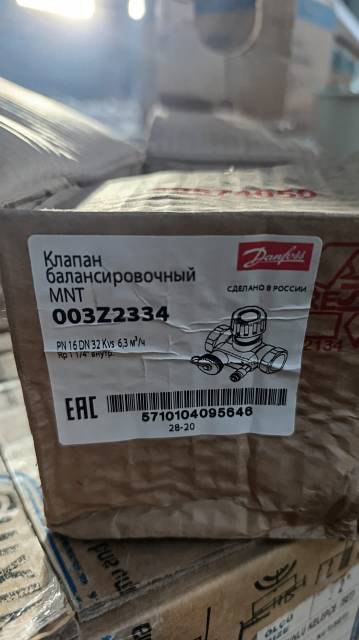 Клапан
балансировочный
MNT
003Z2334
Danfoss
СДЕЛАНО В РОССИИ
PN 16 DN 32 Kvs 6,3 м³/ч
Rp 1 1/4" внутр.
EAC
5710104095646
28-20
2134